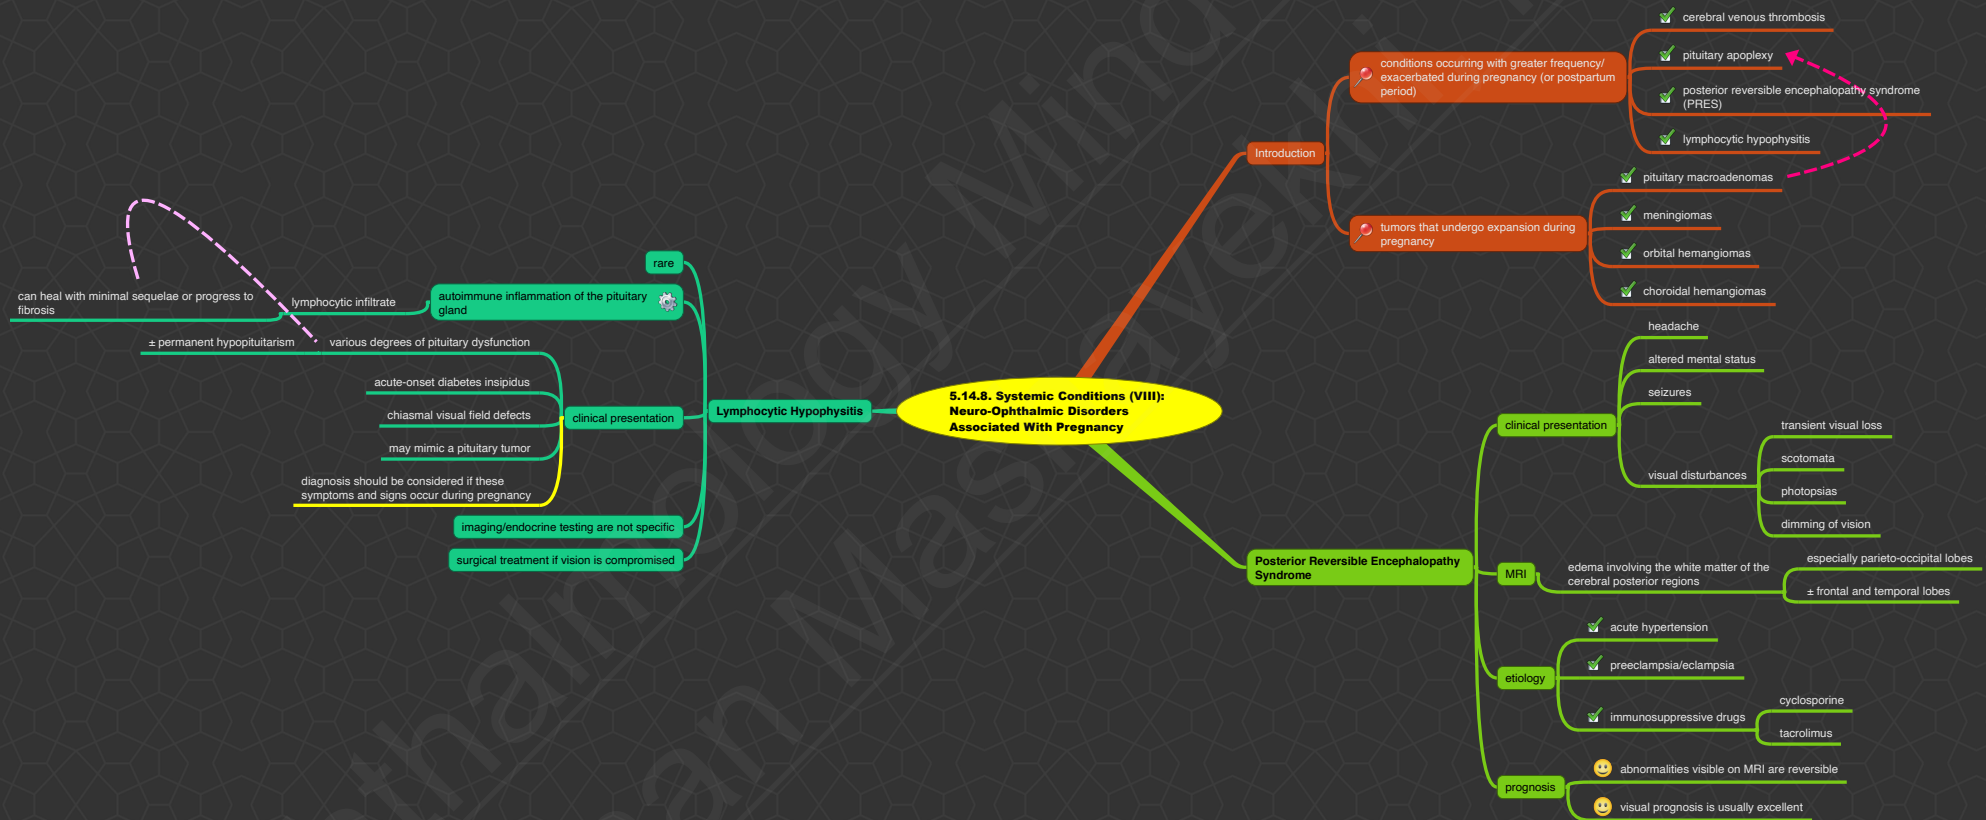 5.14.8. Systemic Conditions (VIII):
Neuro-Ophthalmic Disorders
Associated With Pregnancy
Introduction
conditions occurring with greater frequency/
exacerbated during pregnancy (or postpartum
period)
cerebral venous thrombosis
pituitary apoplexy
posterior reversible encephalopathy syndrome
(PRES)
lymphocytic hypophysitis
tumors that undergo expansion during
pregnancy
pituitary macroadenomas
meningiomas
orbital hemangiomas
choroidal hemangiomas
Posterior Reversible Encephalopathy
Syndrome
clinical presentation
headache
altered mental status
seizures
visual disturbances
transient visual loss
scotomata
photopsias
dimming of vision
MRI
edema involving the white matter of the
cerebral posterior regions
especially parieto-occipital lobes
± frontal and temporal lobes
etiology
acute hypertension
preeclampsia/eclampsia
immunosuppressive drugs
cyclosporine
tacrolimus
prognosis
abnormalities visible on MRI are reversible
visual prognosis is usually excellent
Lymphocytic Hypophysitis
rare
autoimmune inflammation of the pituitary
gland
lymphocytic infiltrate
can heal with minimal sequelae or progress to
fibrosis
clinical presentation
various degrees of pituitary dysfunction
± permanent hypopituitarism
acute-onset diabetes insipidus
chiasmal visual field defects
may mimic a pituitary tumor
diagnosis should be considered if these
symptoms and signs occur during pregnancy
imaging/endocrine testing are not specific
surgical treatment if vision is compromised